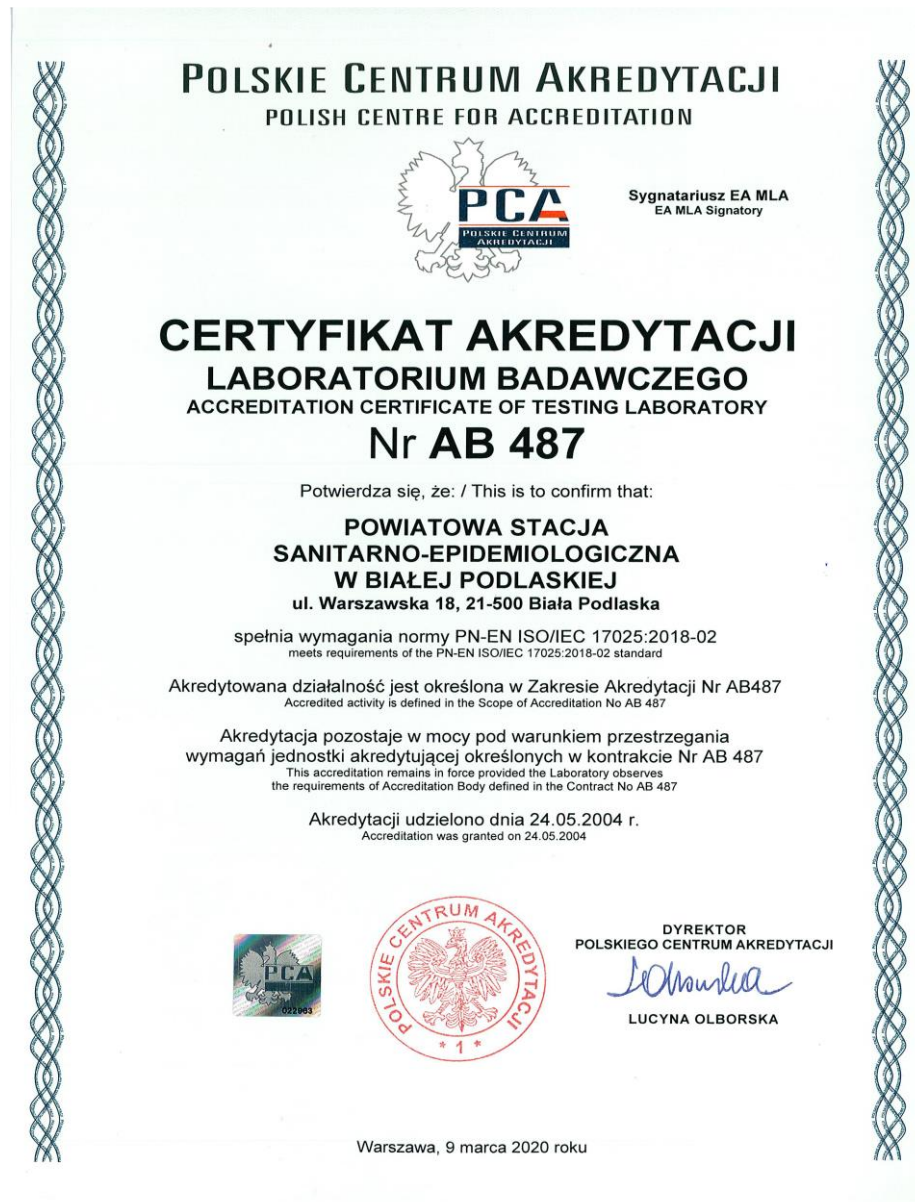 POLSKIE CENTRUM AKREDYTACJI
POLISH CENTRE FOR ACCREDITATION
PCA
POLSKIE CENTRUM
AKREDYTACJI
Sygnatariusz EA MLA
EA MLA Signatory
CERTYFIKAT AKREDYTACJI
LABORATORIUM BADAWCZEGO
ACCREDITATION CERTIFICATE OF TESTING LABORATORY
Nr AB 487
Potwierdza się, że: / This is to confirm that:
POWIATOWA STACJA
SANITARNO-EPIDEMIOLOGICZNA
W BIAŁEJ PODLASKIEJ
ul. Warszawska 18, 21-500 Biała Podlaska
spełnia wymagania normy PN-EN ISO/IEC 17025:2018-02
meets requirements of the PN-EN ISO/IEC 17025:2018-02 standard
Akredytowana działalność jest określona w Zakresie Akredytacji Nr AB487
Accredited activity is defined in the Scope of Accreditation No AB 487
Akredytacja pozostaje w mocy pod warunkiem przestrzegania
wymagań jednostki akredytującej określonych w kontrakcie Nr AB 487
This accreditation remains in force provided the Laboratory observes
the requirements of Accreditation Body defined in the Contract No AB 487
Akredytacji udzielono dnia 24.05.2004 r.
Accreditation was granted on 24.05.2004
PCA
022963
POLSKIE CENTRUM AKREDYTACJI
* 1 *
DYREKTOR
POLSKIEGO CENTRUM AKREDYTACJI
LUCYNA OLBORSKA
Warszawa, 9 marca 2020 roku